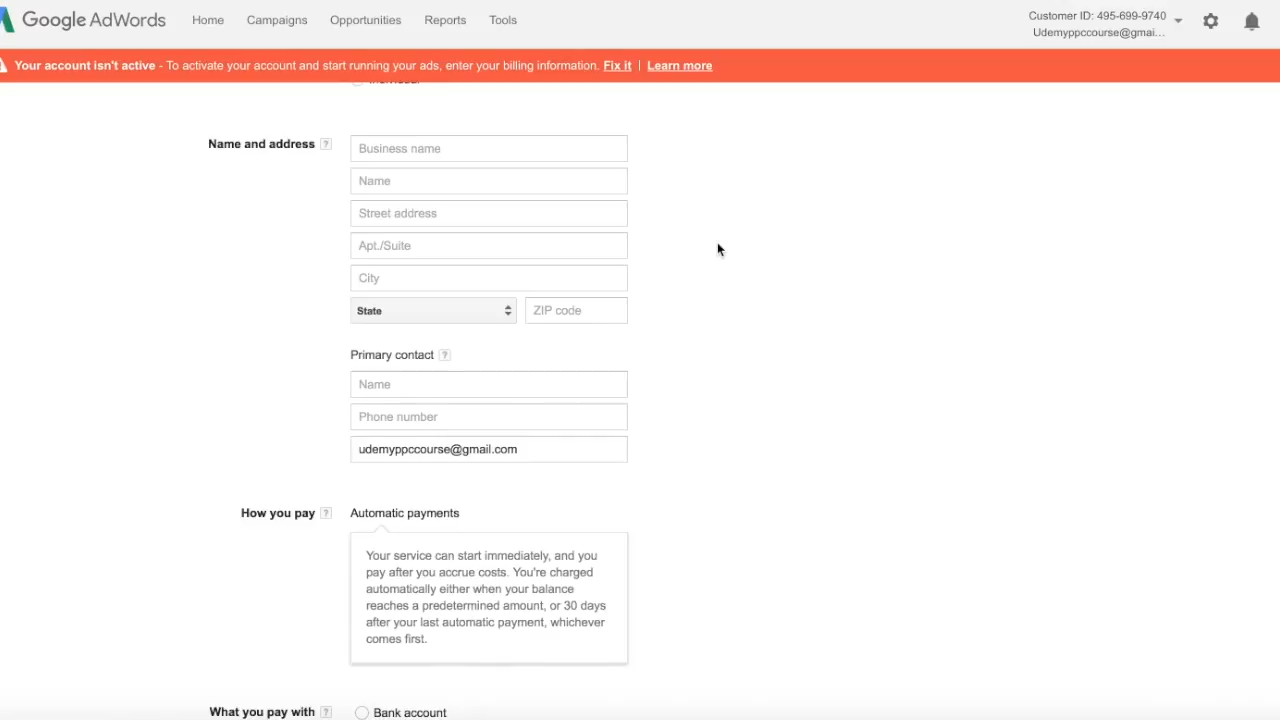 Google AdWords
Home Campaigns Opportunities Reports Tools
Customer ID: 495-699-9740
Udemyppccourse@gmai...
Your account isn't active - To activate your account and start running your ads, enter your billing information. Fix it | Learn more
Name and address ?
Business name
Name
Street address
Apt./Suite
City
State
ZIP code
Primary contact ?
Name
Phone number
udemyppccourse@gmail.com
How you pay ?
Automatic payments
Your service can start immediately, and you
pay after you accrue costs. You're charged
automatically either when your balance
reaches a predetermined amount, or 30 days
after your last automatic payment, whichever
comes first.
What you pay with ?
Bank account